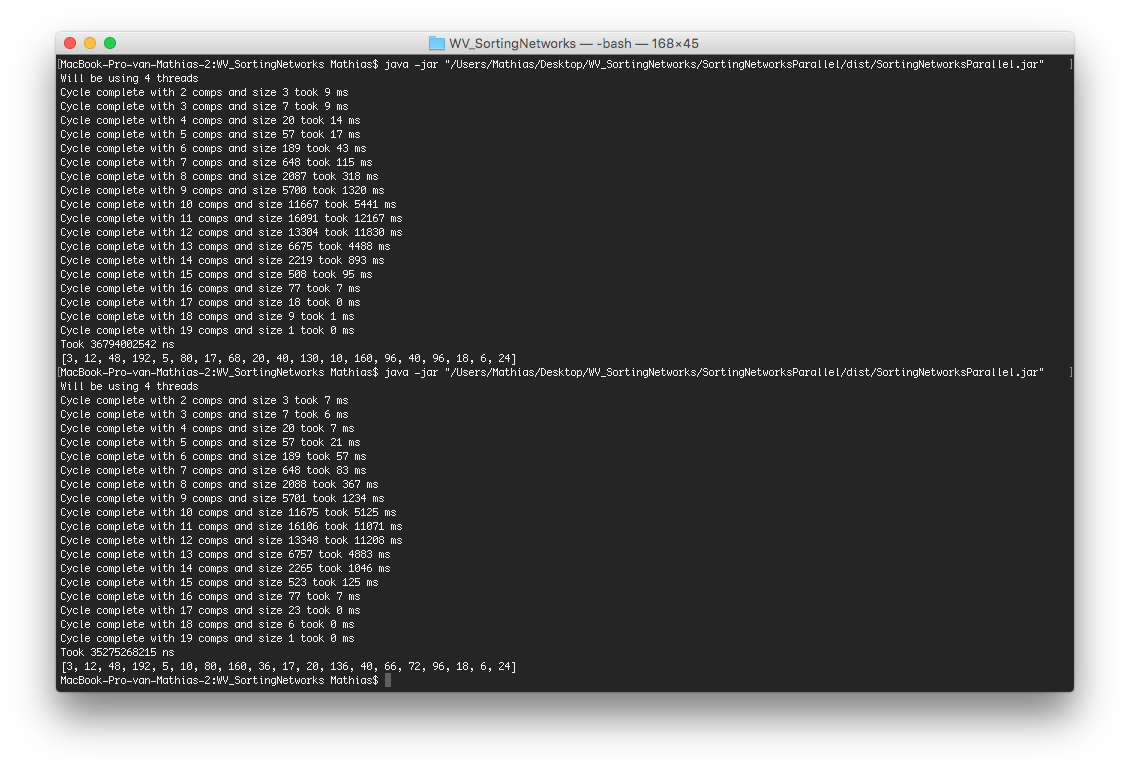 WV_SortingNetworks — -bash — 168×45
[MacBook-Pro-van-Mathias-2:WV_SortingNetworks Mathias$ java -jar "/Users/Mathias/Desktop/WV_SortingNetworks/SortingNetworksParallel/dist/SortingNetworksParallel.jar" ]
Will be using 4 threads
Cycle complete with 2 comps and size 3 took 9 ms
Cycle complete with 3 comps and size 7 took 9 ms
Cycle complete with 4 comps and size 20 took 14 ms
Cycle complete with 5 comps and size 57 took 17 ms
Cycle complete with 6 comps and size 189 took 43 ms
Cycle complete with 7 comps and size 648 took 115 ms
Cycle complete with 8 comps and size 2087 took 318 ms
Cycle complete with 9 comps and size 5700 took 1320 ms
Cycle complete with 10 comps and size 11667 took 5441 ms
Cycle complete with 11 comps and size 16091 took 12167 ms
Cycle complete with 12 comps and size 13304 took 11830 ms
Cycle complete with 13 comps and size 6675 took 4488 ms
Cycle complete with 14 comps and size 2219 took 893 ms
Cycle complete with 15 comps and size 508 took 95 ms
Cycle complete with 16 comps and size 77 took 7 ms
Cycle complete with 17 comps and size 18 took 0 ms
Cycle complete with 18 comps and size 9 took 1 ms
Cycle complete with 19 comps and size 1 took 0 ms
Took 36794002542 ns
[3, 12, 48, 192, 5, 80, 17, 68, 20, 40, 130, 10, 160, 96, 40, 96, 18, 6, 24]
[MacBook-Pro-van-Mathias-2:WV_SortingNetworks Mathias$ java -jar "/Users/Mathias/Desktop/WV_SortingNetworks/SortingNetworksParallel/dist/SortingNetworksParallel.jar" ]
Will be using 4 threads
Cycle complete with 2 comps and size 3 took 7 ms
Cycle complete with 3 comps and size 7 took 6 ms
Cycle complete with 4 comps and size 20 took 7 ms
Cycle complete with 5 comps and size 57 took 21 ms
Cycle complete with 6 comps and size 189 took 57 ms
Cycle complete with 7 comps and size 648 took 83 ms
Cycle complete with 8 comps and size 2088 took 367 ms
Cycle complete with 9 comps and size 5701 took 1234 ms
Cycle complete with 10 comps and size 11675 took 5125 ms
Cycle complete with 11 comps and size 16106 took 11071 ms
Cycle complete with 12 comps and size 13348 took 11208 ms
Cycle complete with 13 comps and size 6757 took 4883 ms
Cycle complete with 14 comps and size 2265 took 1046 ms
Cycle complete with 15 comps and size 523 took 125 ms
Cycle complete with 16 comps and size 77 took 7 ms
Cycle complete with 17 comps and size 23 took 0 ms
Cycle complete with 18 comps and size 6 took 0 ms
Cycle complete with 19 comps and size 1 took 0 ms
Took 35275268215 ns
[3, 12, 48, 192, 5, 10, 80, 160, 36, 17, 20, 136, 40, 66, 72, 96, 18, 6, 24]
MacBook-Pro-van-Mathias-2:WV_SortingNetworks Mathias$